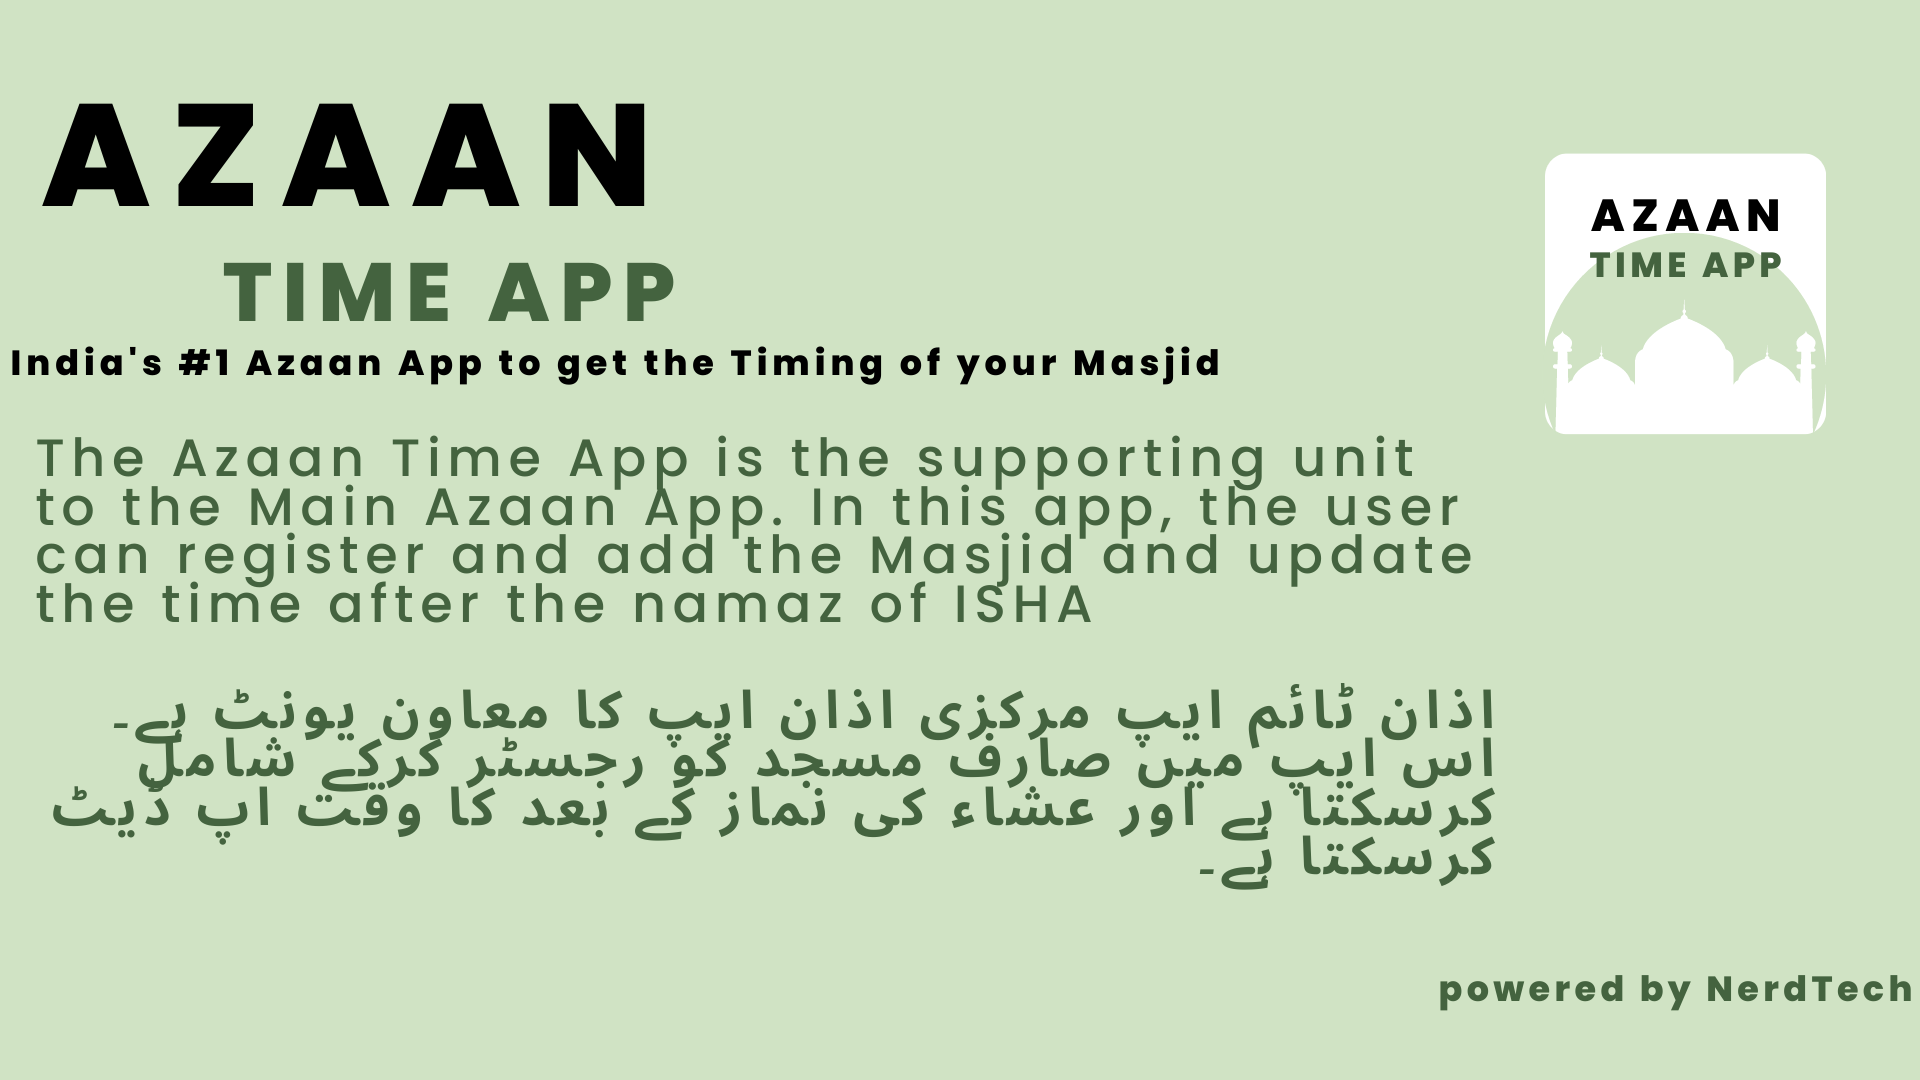 AZAAN
TIME APP
India's #1 Azaan App to get the Timing of your Masjid
AZAAN
TIME APP
The Azaan Time App is the supporting unit
to the Main Azaan App. In this app, the user
can register and add the Masjid and update
the time after the namaz of ISHA
اذان ٹائم ایپ مرکزی اذان ایپ کا معاون یونٹ ہے۔
اس ایپ میں صارف مسجد کو رجسٹر کرکے شامل
کرسکتا ہے اور عشاء کی نماز کے بعد کا وقت اپ ڈیٹ
کرسکتا ہے۔
powered by NerdTech